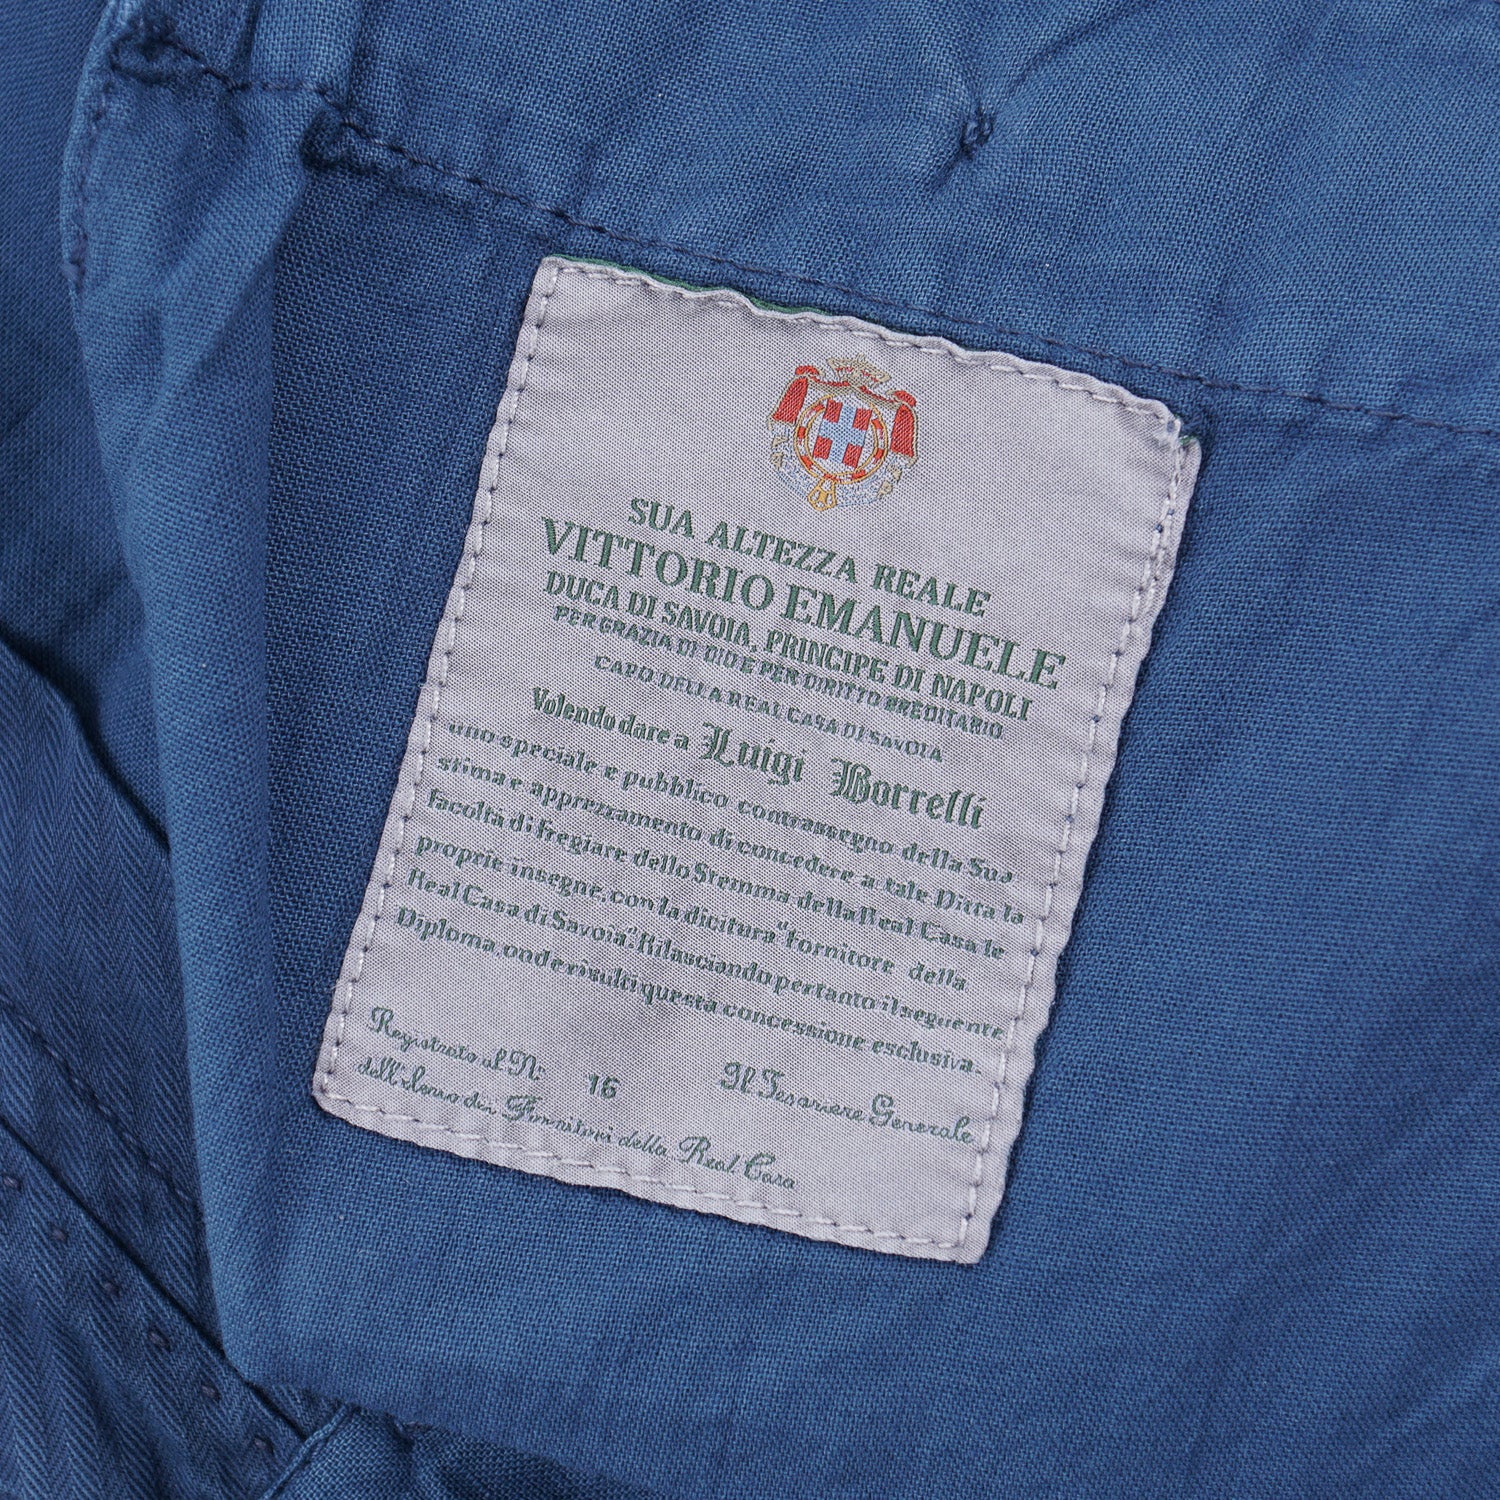 SUA ALTEZZA REALE
VITTORIO EMANUELE
DUCA DI SAVOIA, PRINCIPE DI NAPOLI
PER GRAZIA DI DIO E PER DIRITTO EREDITARIO
CAPO DELLA REAL CASA DI SAVOIA
Volendo dare a Luigi Borrelli
uno speciale e pubblico contrassegno della Sua
stima e apprezzamento di concedere a tale Ditta la
facoltà di fregiare dello Stemma della Real Casa le
proprie insegne, con la dicitura "fornitore della
Real Casa di Savoia". Rilasciando pertanto il seguente
Diploma, onde risulti questa concessione esclusiva.
Registrato al N. 16 Il Tesoriere Generale
dell'elenco dei Fornitori della Real Casa